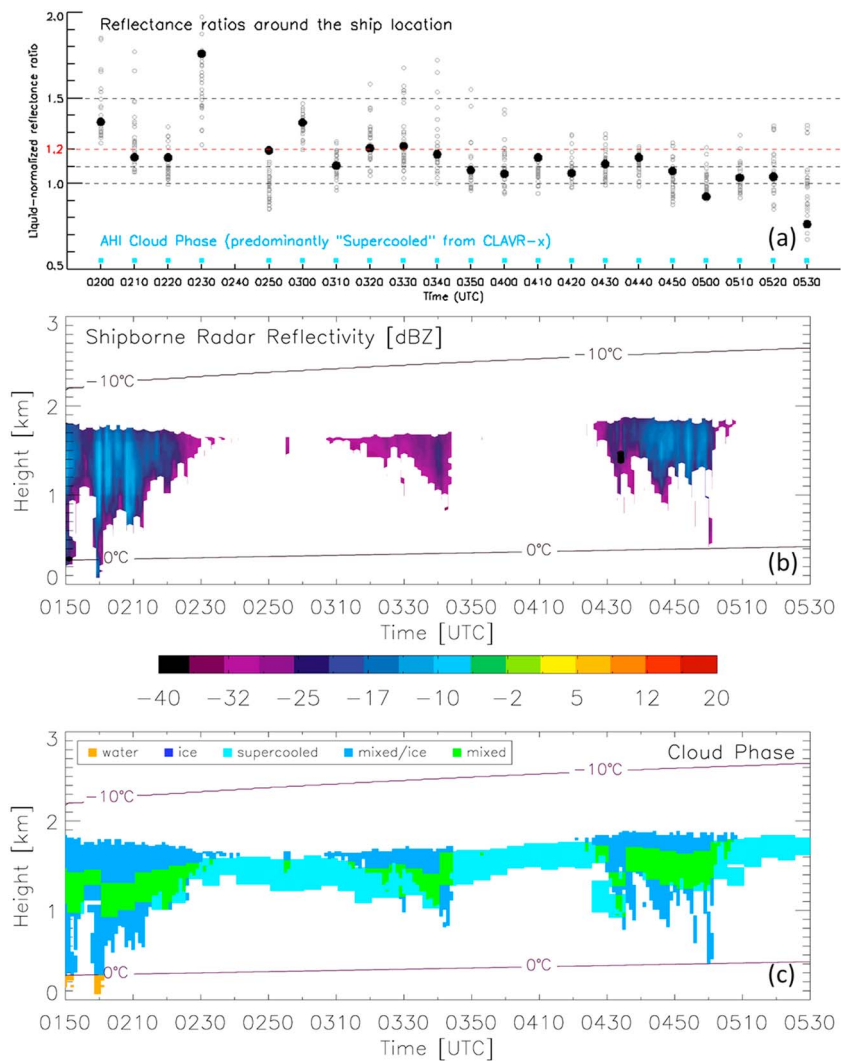 2.0
Reflectance ratios around the ship location
1.5
1.2
1.0
0.5
Liquid-normalized reflectance ratio
AHI Cloud Phase (predominantly "Supercooled" from CLAVR-x)
(a)
0200 0210 0220 0230 0240 0250 0300 0310 0320 0330 0340 0350 0400 0410 0420 0430 0440 0450 0500 0510 0520 0530
Time (UTC)
3
Shipborne Radar Reflectivity [dBZ]
-10°C -10°C
2
Height [km]
1
0°C 0°C
0
(b)
0150 0210 0230 0250 0310 0330 0350 0410 0430 0450 0510 0530
Time [UTC]
-40 -32 -25 -17 -10 -2 5 12 20
3
water ice supercooled mixed/ice mixed
Cloud Phase
-10°C -10°C
2
Height [km]
1
0°C 0°C
0
(c)
0150 0210 0230 0250 0310 0330 0350 0410 0430 0450 0510 0530
Time [UTC]